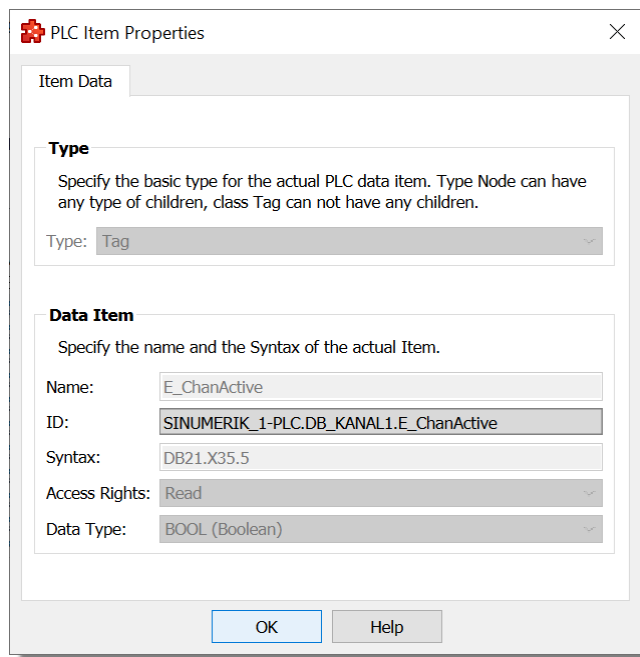 PLC Item Properties
Item Data
Type
Specify the basic type for the actual PLC data item. Type Node can have
any type of children, class Tag can not have any children.
Type: Tag
Data Item
Specify the name and the Syntax of the actual Item.
Name: E_ChanActive
ID: SINUMERIK_1-PLC.DB_KANAL1.E_ChanActive
Syntax: DB21.X35.5
Access Rights: Read
Data Type: BOOL (Boolean)
OK Help